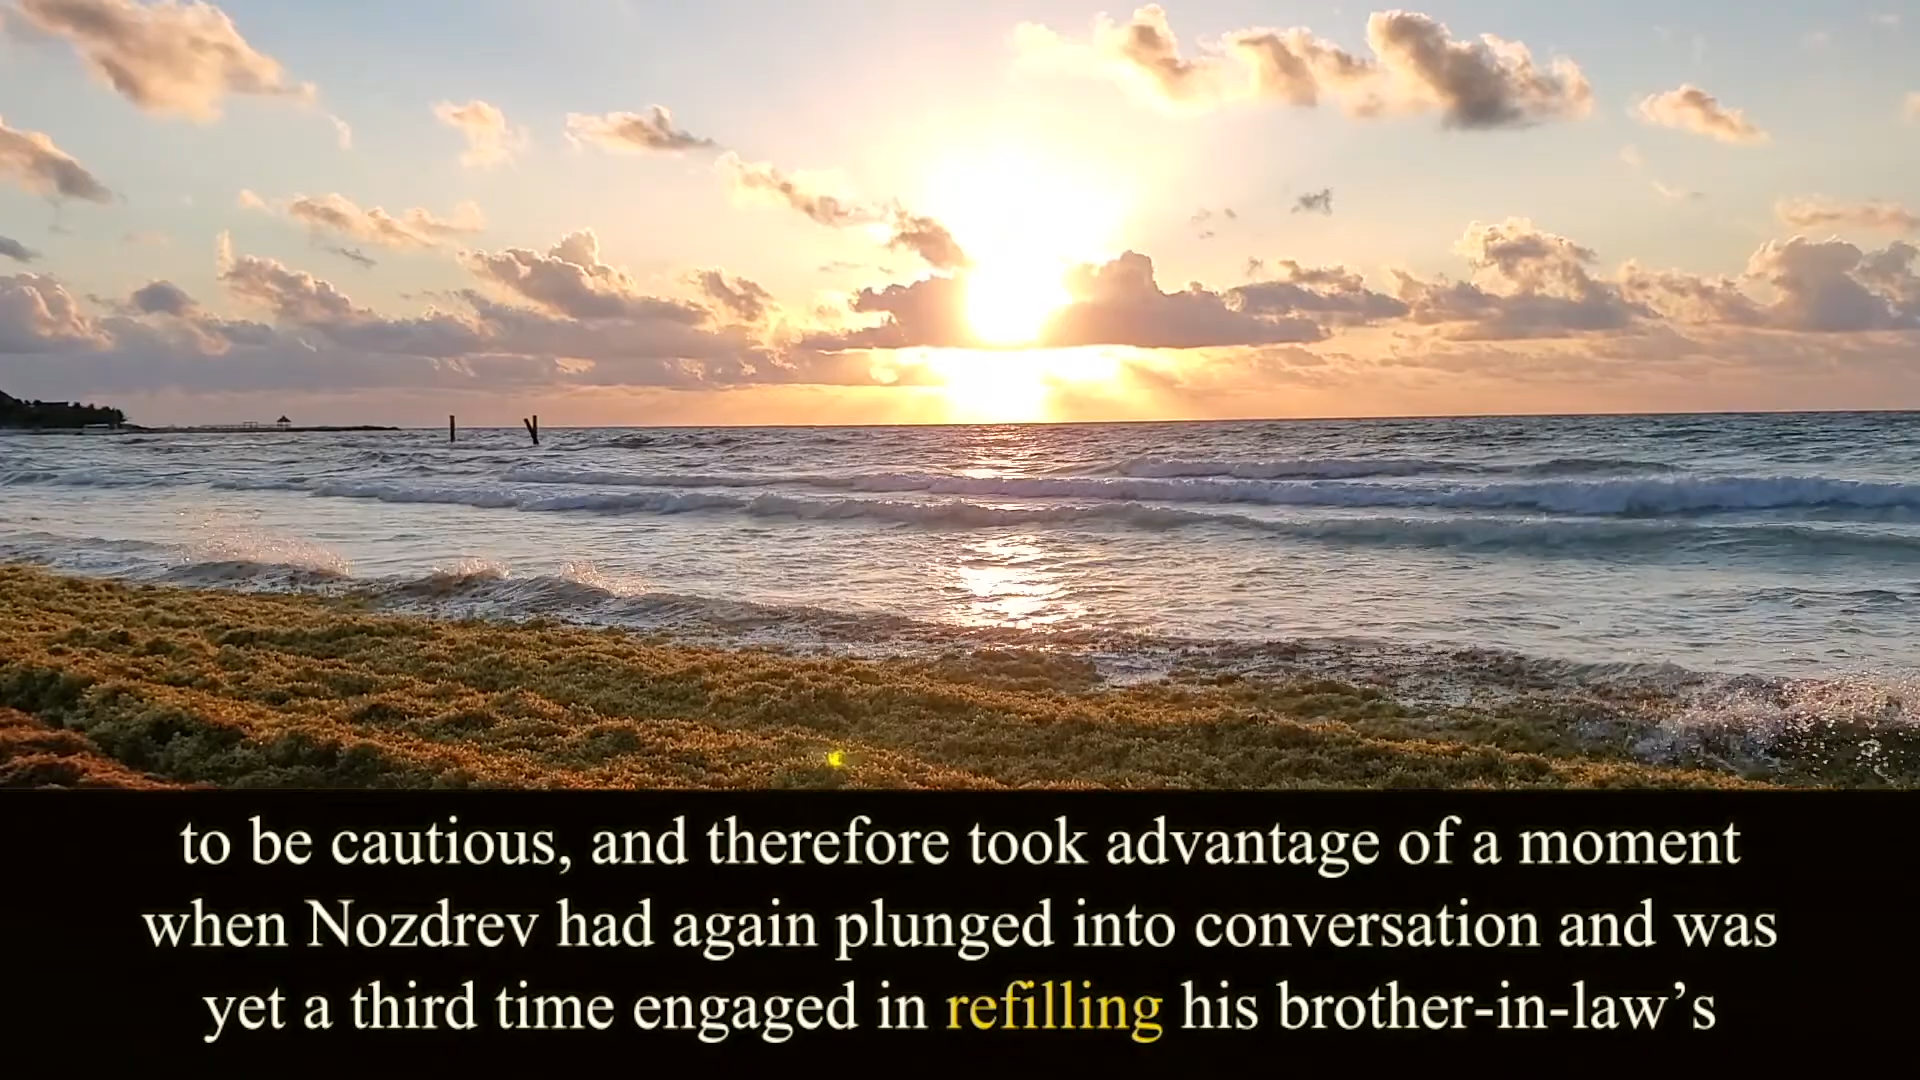 to be cautious, and therefore took advantage of a moment
when Nozdrev had again plunged into conversation and was
yet a third time engaged in refilling his brother-in-law’s